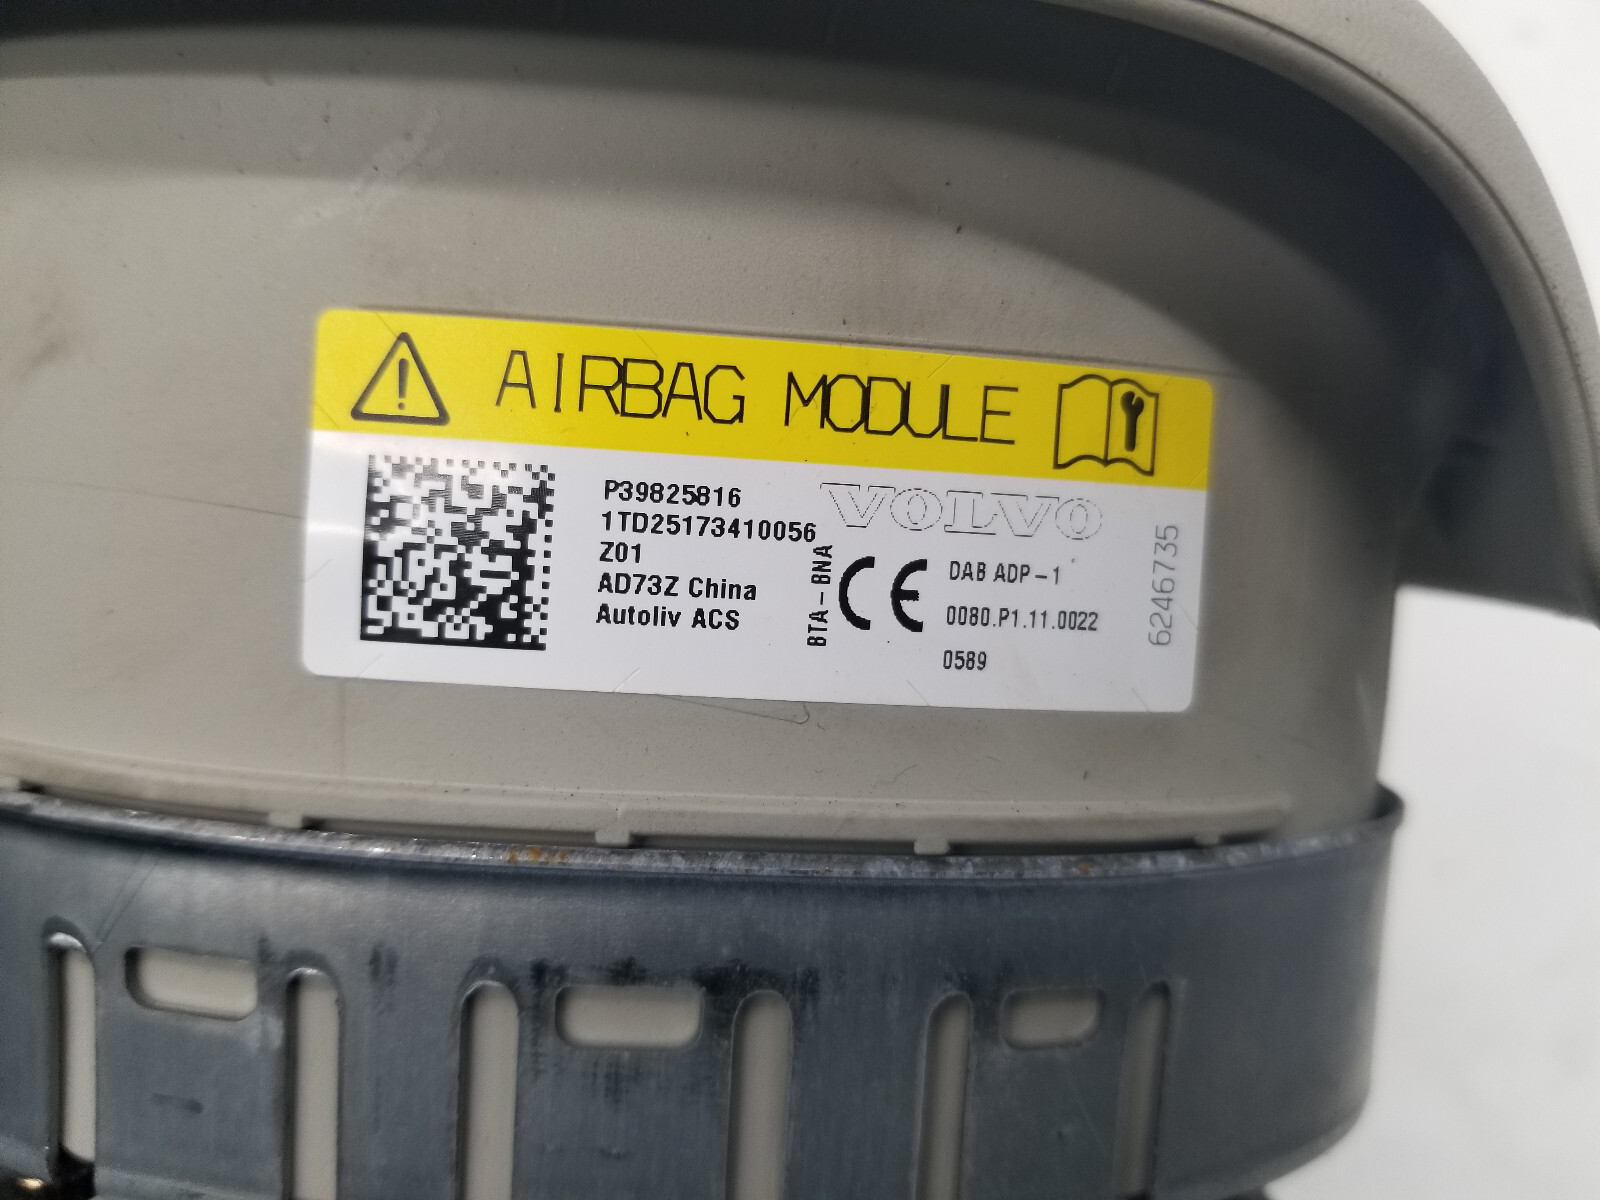 AIRBAG MODULE
P39825816
1TD25173410056
Z01
AD73Z China
Autoliv ACS
BTA-BNA
VOLVO
CE
DAB ADP-1
0080.P1.11.0022
0589
6246735